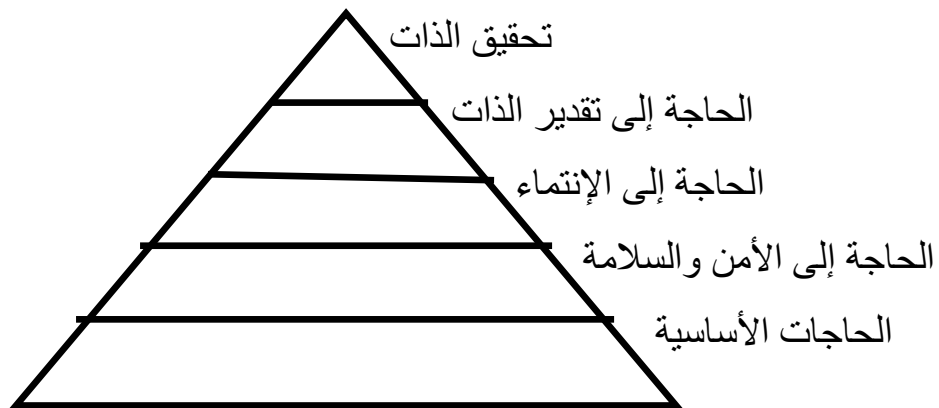 تحقيق الذات
الحاجة إلى تقدير الذات
الحاجة إلى الإنتماء
الحاجة إلى الأمن والسلامة
الحاجات الأساسية